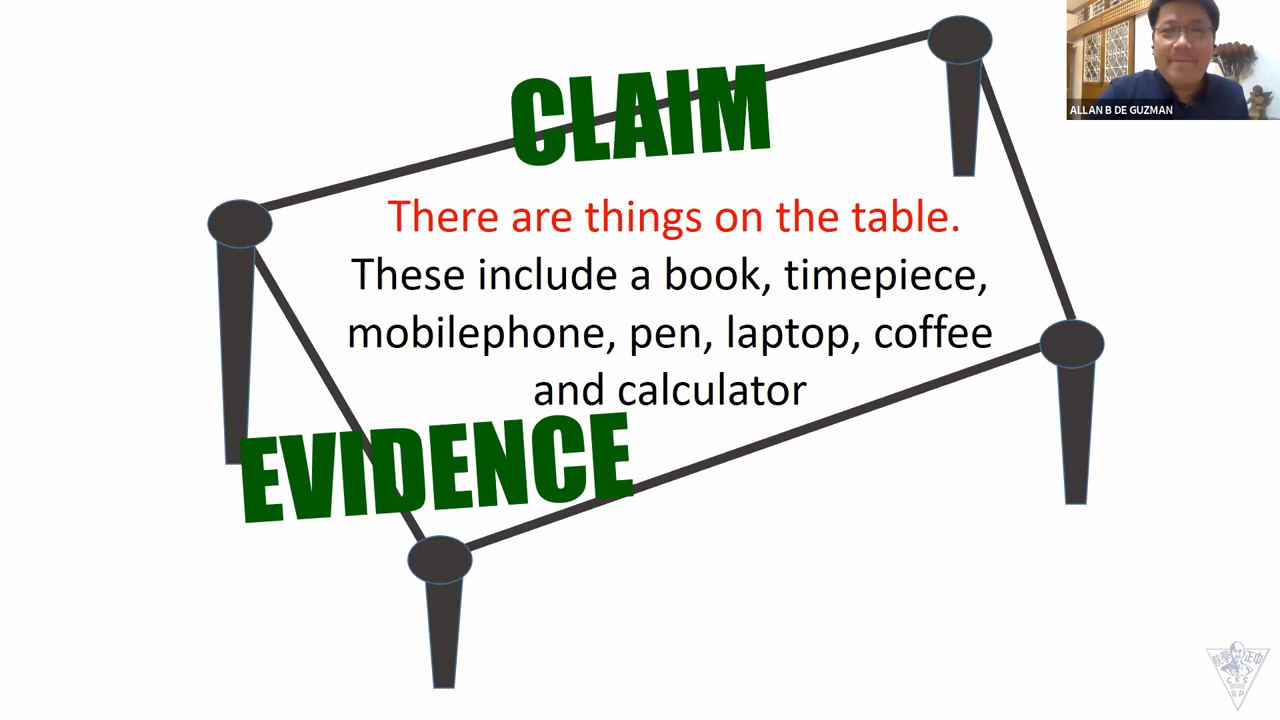 ALLAN B DE GUZMAN
CLAIM
There are things on the table.
These include a book, timepiece,
mobilephone, pen, laptop, coffee
and calculator
EVIDENCE
C K S